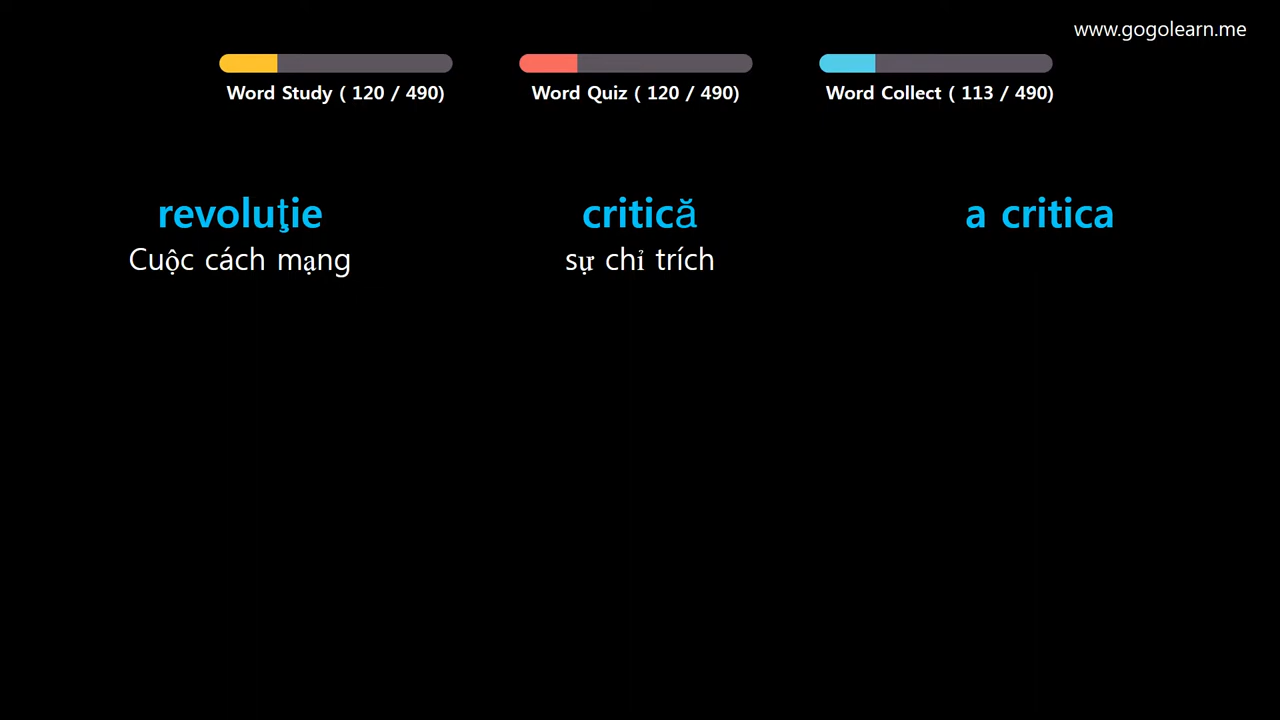 www.gogolearn.me
Word Study ( 120 / 490)
Word Quiz ( 120 / 490)
Word Collect ( 113 / 490)
revoluţie
critică
a critica
Cuộc cách mạng
sự chỉ trích